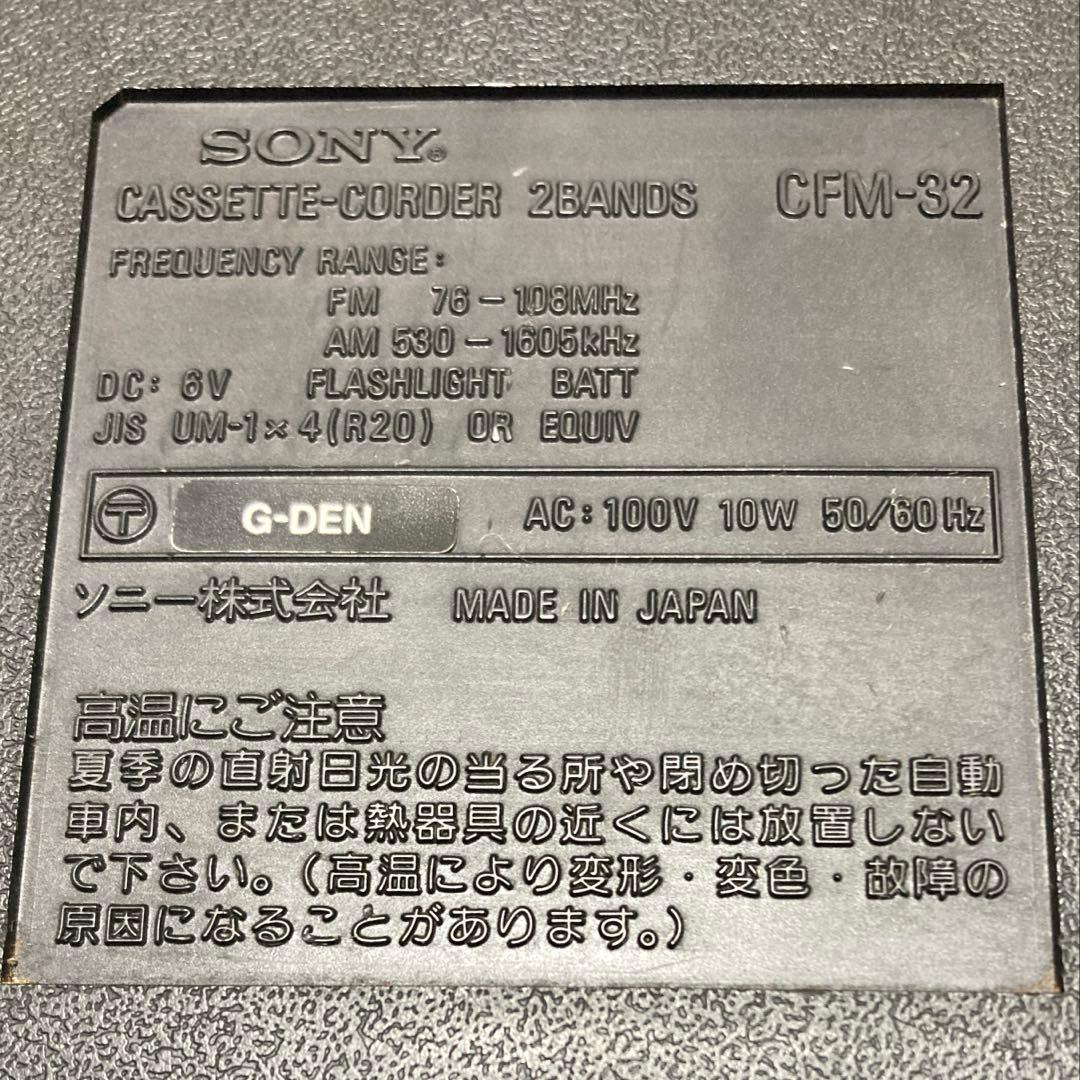 SONY®
CASSETTE-CORDER 2BANDS CFM-32
FREQUENCY RANGE:
FM 76-108MHz
AM 530-1605kHz
DC: 6V FLASHLIGHT BATT
JIS UM-1×4(R20) OR EQUIV
〶 G-DEN AC:100V 10W 50/60Hz
ソニー株式会社 MADE IN JAPAN
高温にご注意
夏季の直射日光の当る所や閉め切った自動
車内、または熱器具の近くには放置しない
で下さい。(高温により変形・変色・故障の
原因になることがあります。)